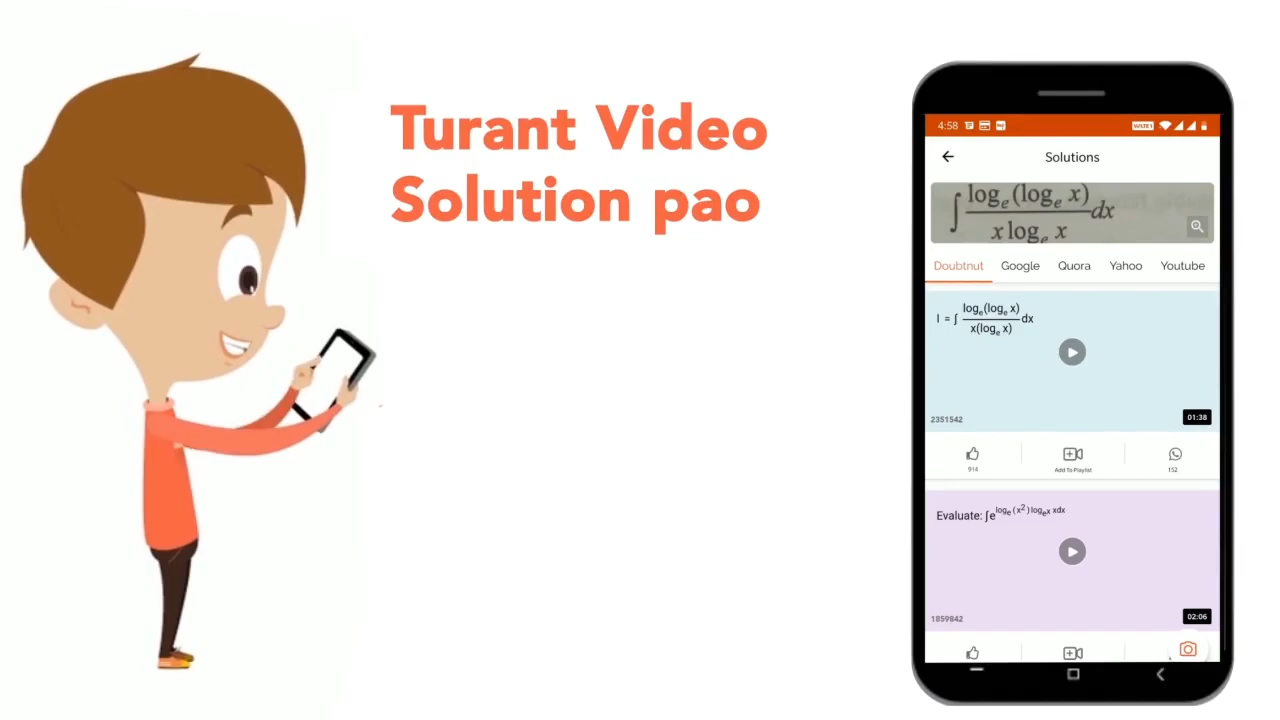 Turant Video
Solution pao
4:58
Solutions
∫ logₑ(logₑ x) / x logₑ x dx
Doubtnut Google Quora Yahoo Youtube
I = ∫ logₑ(logₑ x) / x(logₑ x) dx
2351542 01:38
914 Add To Playlist 152
Evaluate: ∫e^logₑ(x²)logₑx xdx
1859842 02:06